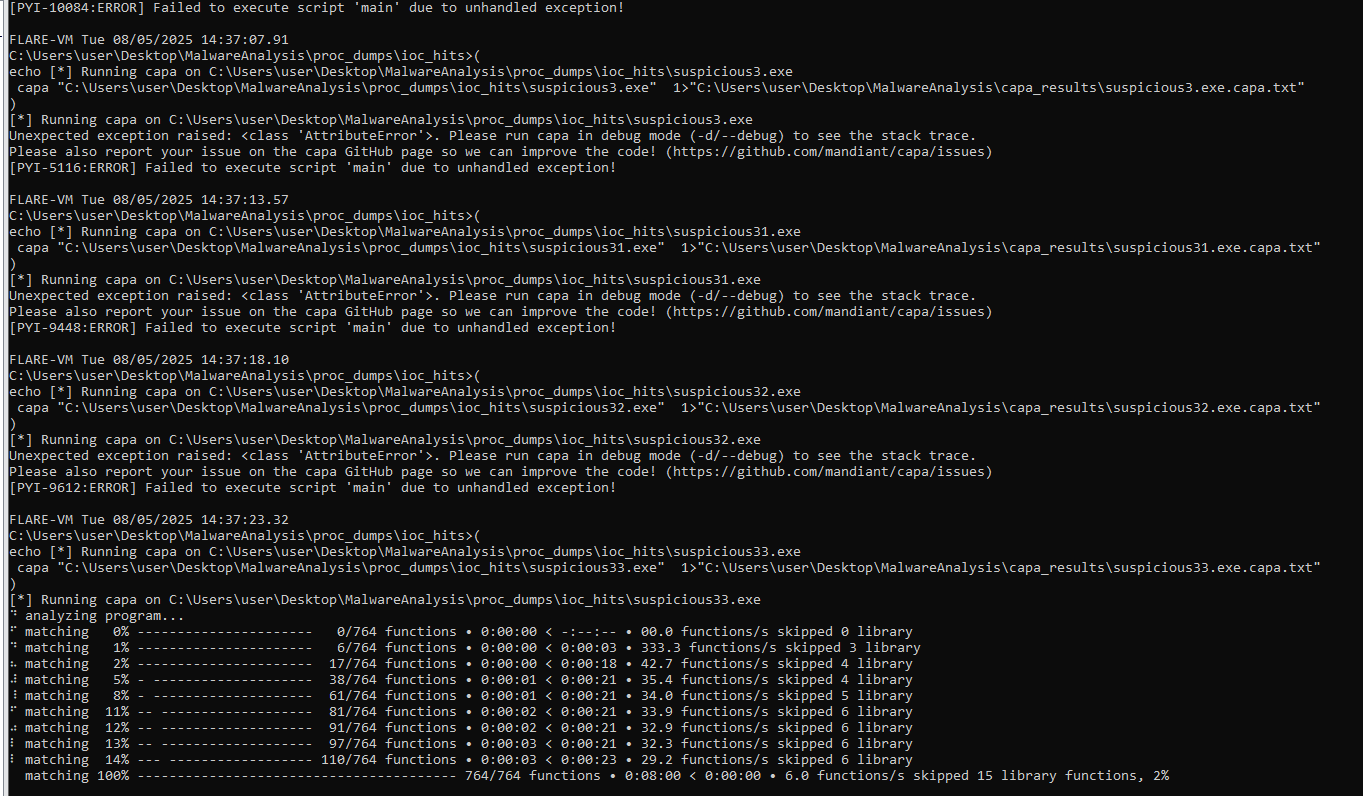 [PYI-10084:ERROR] Failed to execute script 'main' due to unhandled exception!
FLARE-VM Tue 08/05/2025 14:37:07.91
C:\Users\user\Desktop\MalwareAnalysis\proc_dumps\ioc_hits>(
echo [*] Running capa on C:\Users\user\Desktop\MalwareAnalysis\proc_dumps\ioc_hits\suspicious3.exe
capa "C:\Users\user\Desktop\MalwareAnalysis\proc_dumps\ioc_hits\suspicious3.exe"  1>"C:\Users\user\Desktop\MalwareAnalysis\capa_results\suspicious3.exe.capa.txt"
)
[*] Running capa on C:\Users\user\Desktop\MalwareAnalysis\proc_dumps\ioc_hits\suspicious3.exe
Unexpected exception raised: <class 'AttributeError'>. Please run capa in debug mode (-d/--debug) to see the stack trace.
Please also report your issue on the capa GitHub page so we can improve the code! (https://github.com/mandiant/capa/issues)
[PYI-5116:ERROR] Failed to execute script 'main' due to unhandled exception!
FLARE-VM Tue 08/05/2025 14:37:13.57
C:\Users\user\Desktop\MalwareAnalysis\proc_dumps\ioc_hits>(
echo [*] Running capa on C:\Users\user\Desktop\MalwareAnalysis\proc_dumps\ioc_hits\suspicious31.exe
capa "C:\Users\user\Desktop\MalwareAnalysis\proc_dumps\ioc_hits\suspicious31.exe"  1>"C:\Users\user\Desktop\MalwareAnalysis\capa_results\suspicious31.exe.capa.txt"
)
[*] Running capa on C:\Users\user\Desktop\MalwareAnalysis\proc_dumps\ioc_hits\suspicious31.exe
Unexpected exception raised: <class 'AttributeError'>. Please run capa in debug mode (-d/--debug) to see the stack trace.
Please also report your issue on the capa GitHub page so we can improve the code! (https://github.com/mandiant/capa/issues)
[PYI-9448:ERROR] Failed to execute script 'main' due to unhandled exception!
FLARE-VM Tue 08/05/2025 14:37:18.10
C:\Users\user\Desktop\MalwareAnalysis\proc_dumps\ioc_hits>(
echo [*] Running capa on C:\Users\user\Desktop\MalwareAnalysis\proc_dumps\ioc_hits\suspicious32.exe
capa "C:\Users\user\Desktop\MalwareAnalysis\proc_dumps\ioc_hits\suspicious32.exe"  1>"C:\Users\user\Desktop\MalwareAnalysis\capa_results\suspicious32.exe.capa.txt"
)
[*] Running capa on C:\Users\user\Desktop\MalwareAnalysis\proc_dumps\ioc_hits\suspicious32.exe
Unexpected exception raised: <class 'AttributeError'>. Please run capa in debug mode (-d/--debug) to see the stack trace.
Please also report your issue on the capa GitHub page so we can improve the code! (https://github.com/mandiant/capa/issues)
[PYI-9612:ERROR] Failed to execute script 'main' due to unhandled exception!
FLARE-VM Tue 08/05/2025 14:37:23.32
C:\Users\user\Desktop\MalwareAnalysis\proc_dumps\ioc_hits>(
echo [*] Running capa on C:\Users\user\Desktop\MalwareAnalysis\proc_dumps\ioc_hits\suspicious33.exe
capa "C:\Users\user\Desktop\MalwareAnalysis\proc_dumps\ioc_hits\suspicious33.exe"  1>"C:\Users\user\Desktop\MalwareAnalysis\capa_results\suspicious33.exe.capa.txt"
)
[*] Running capa on C:\Users\user\Desktop\MalwareAnalysis\proc_dumps\ioc_hits\suspicious33.exe
analyzing program...
matching   0% ----------------------   0/764 functions • 0:00:00 < -:--:-- • 00.0 functions/s skipped 0 library
matching   1% ----------------------   6/764 functions • 0:00:00 < 0:00:03 • 333.3 functions/s skipped 3 library
matching   2% ----------------------  17/764 functions • 0:00:00 < 0:00:18 • 42.7 functions/s skipped 4 library
matching   5% - --------------------  38/764 functions • 0:00:01 < 0:00:21 • 35.4 functions/s skipped 4 library
matching   8% - --------------------  61/764 functions • 0:00:01 < 0:00:21 • 34.0 functions/s skipped 5 library
matching  11% -- -------------------  81/764 functions • 0:00:02 < 0:00:21 • 33.9 functions/s skipped 6 library
matching  12% -- -------------------  91/764 functions • 0:00:02 < 0:00:21 • 32.9 functions/s skipped 6 library
matching  13% -- -------------------  97/764 functions • 0:00:03 < 0:00:21 • 32.3 functions/s skipped 6 library
matching  14% --- ------------------ 110/764 functions • 0:00:03 < 0:00:23 • 29.2 functions/s skipped 6 library
matching 100% ---------------------------------------- 764/764 functions • 0:08:00 < 0:00:00 • 6.0 functions/s skipped 15 library functions, 2%